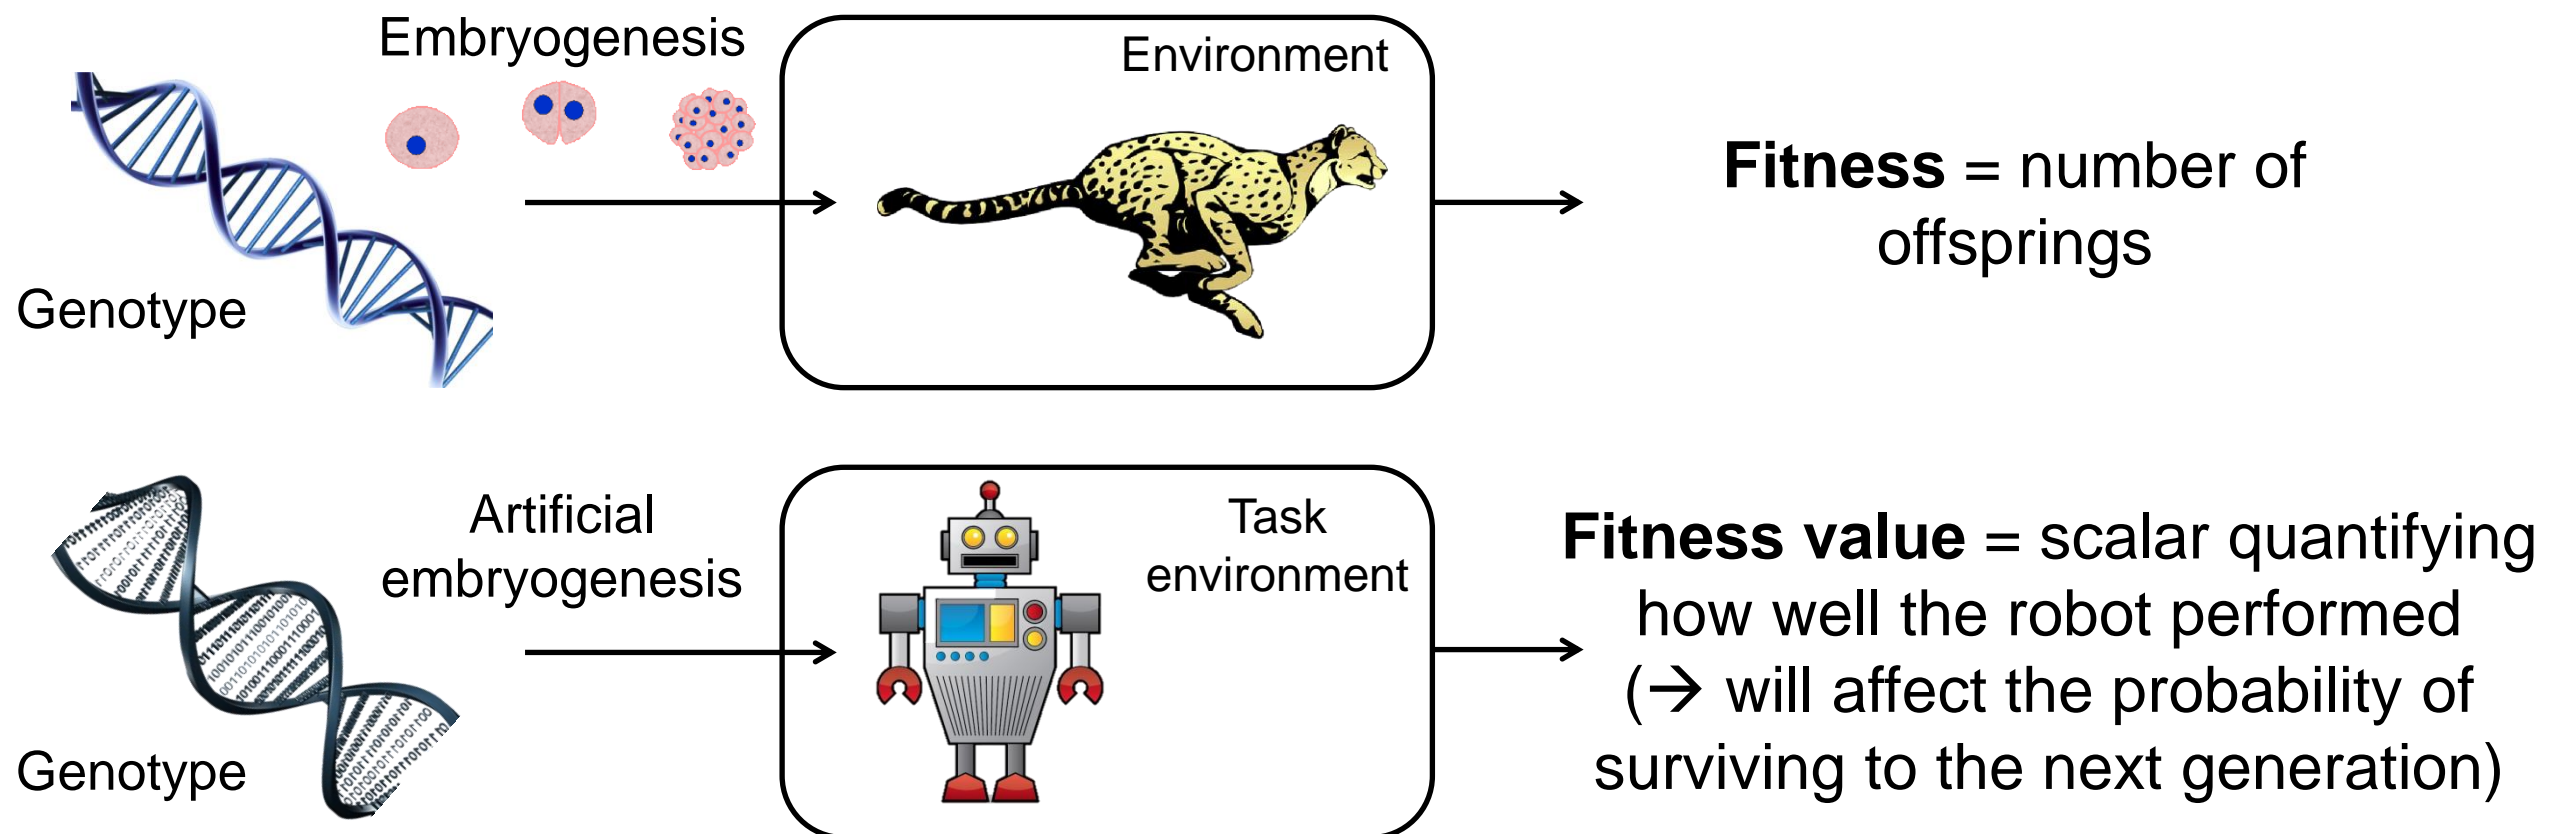 Embryogenesis
Environment
Genotype
Fitness = number of
offsprings
Artificial
embryogenesis
Task
environment
Genotype
Fitness value = scalar quantifying
how well the robot performed
(→ will affect the probability of
surviving to the next generation)